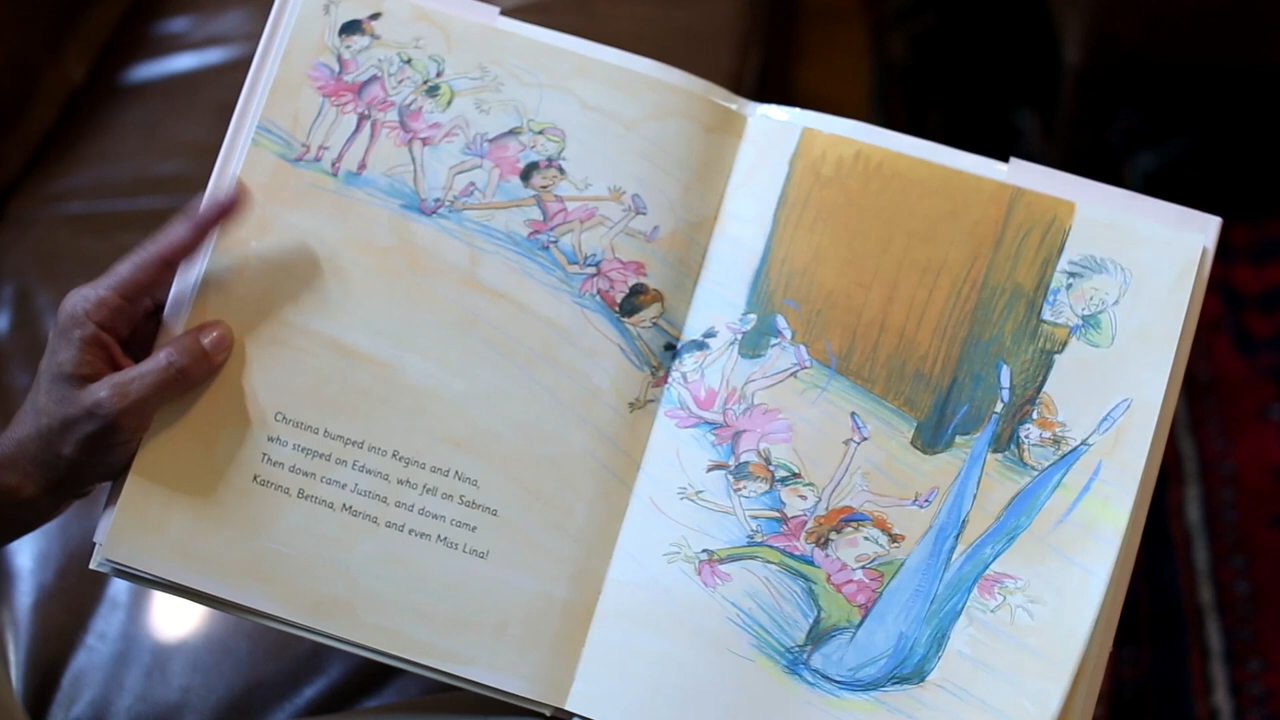 Christina bumped into Regina and Nina,
who stepped on Edwina, who fell on Sabrina.
Then down came Justina, and down came
Katrina, Bettina, Marina, and even Miss Lina!